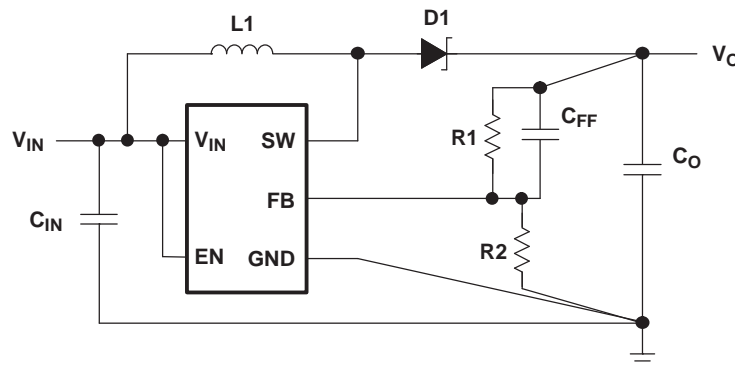 L1
D1
V_O
V_IN
V_IN
SW
R1
C_FF
C_O
FB
C_IN
EN
GND
R2